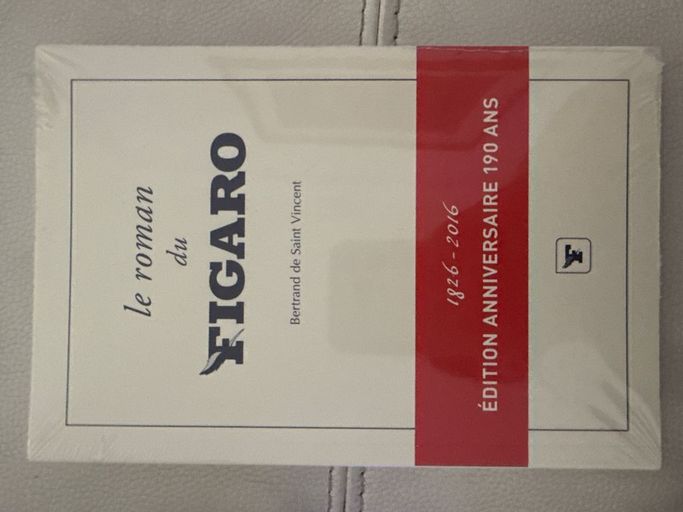 le roman
du
FIGARO
Bertrand de Saint Vincent
1826 - 2016
ÉDITION ANNIVERSAIRE 190 ANS
F